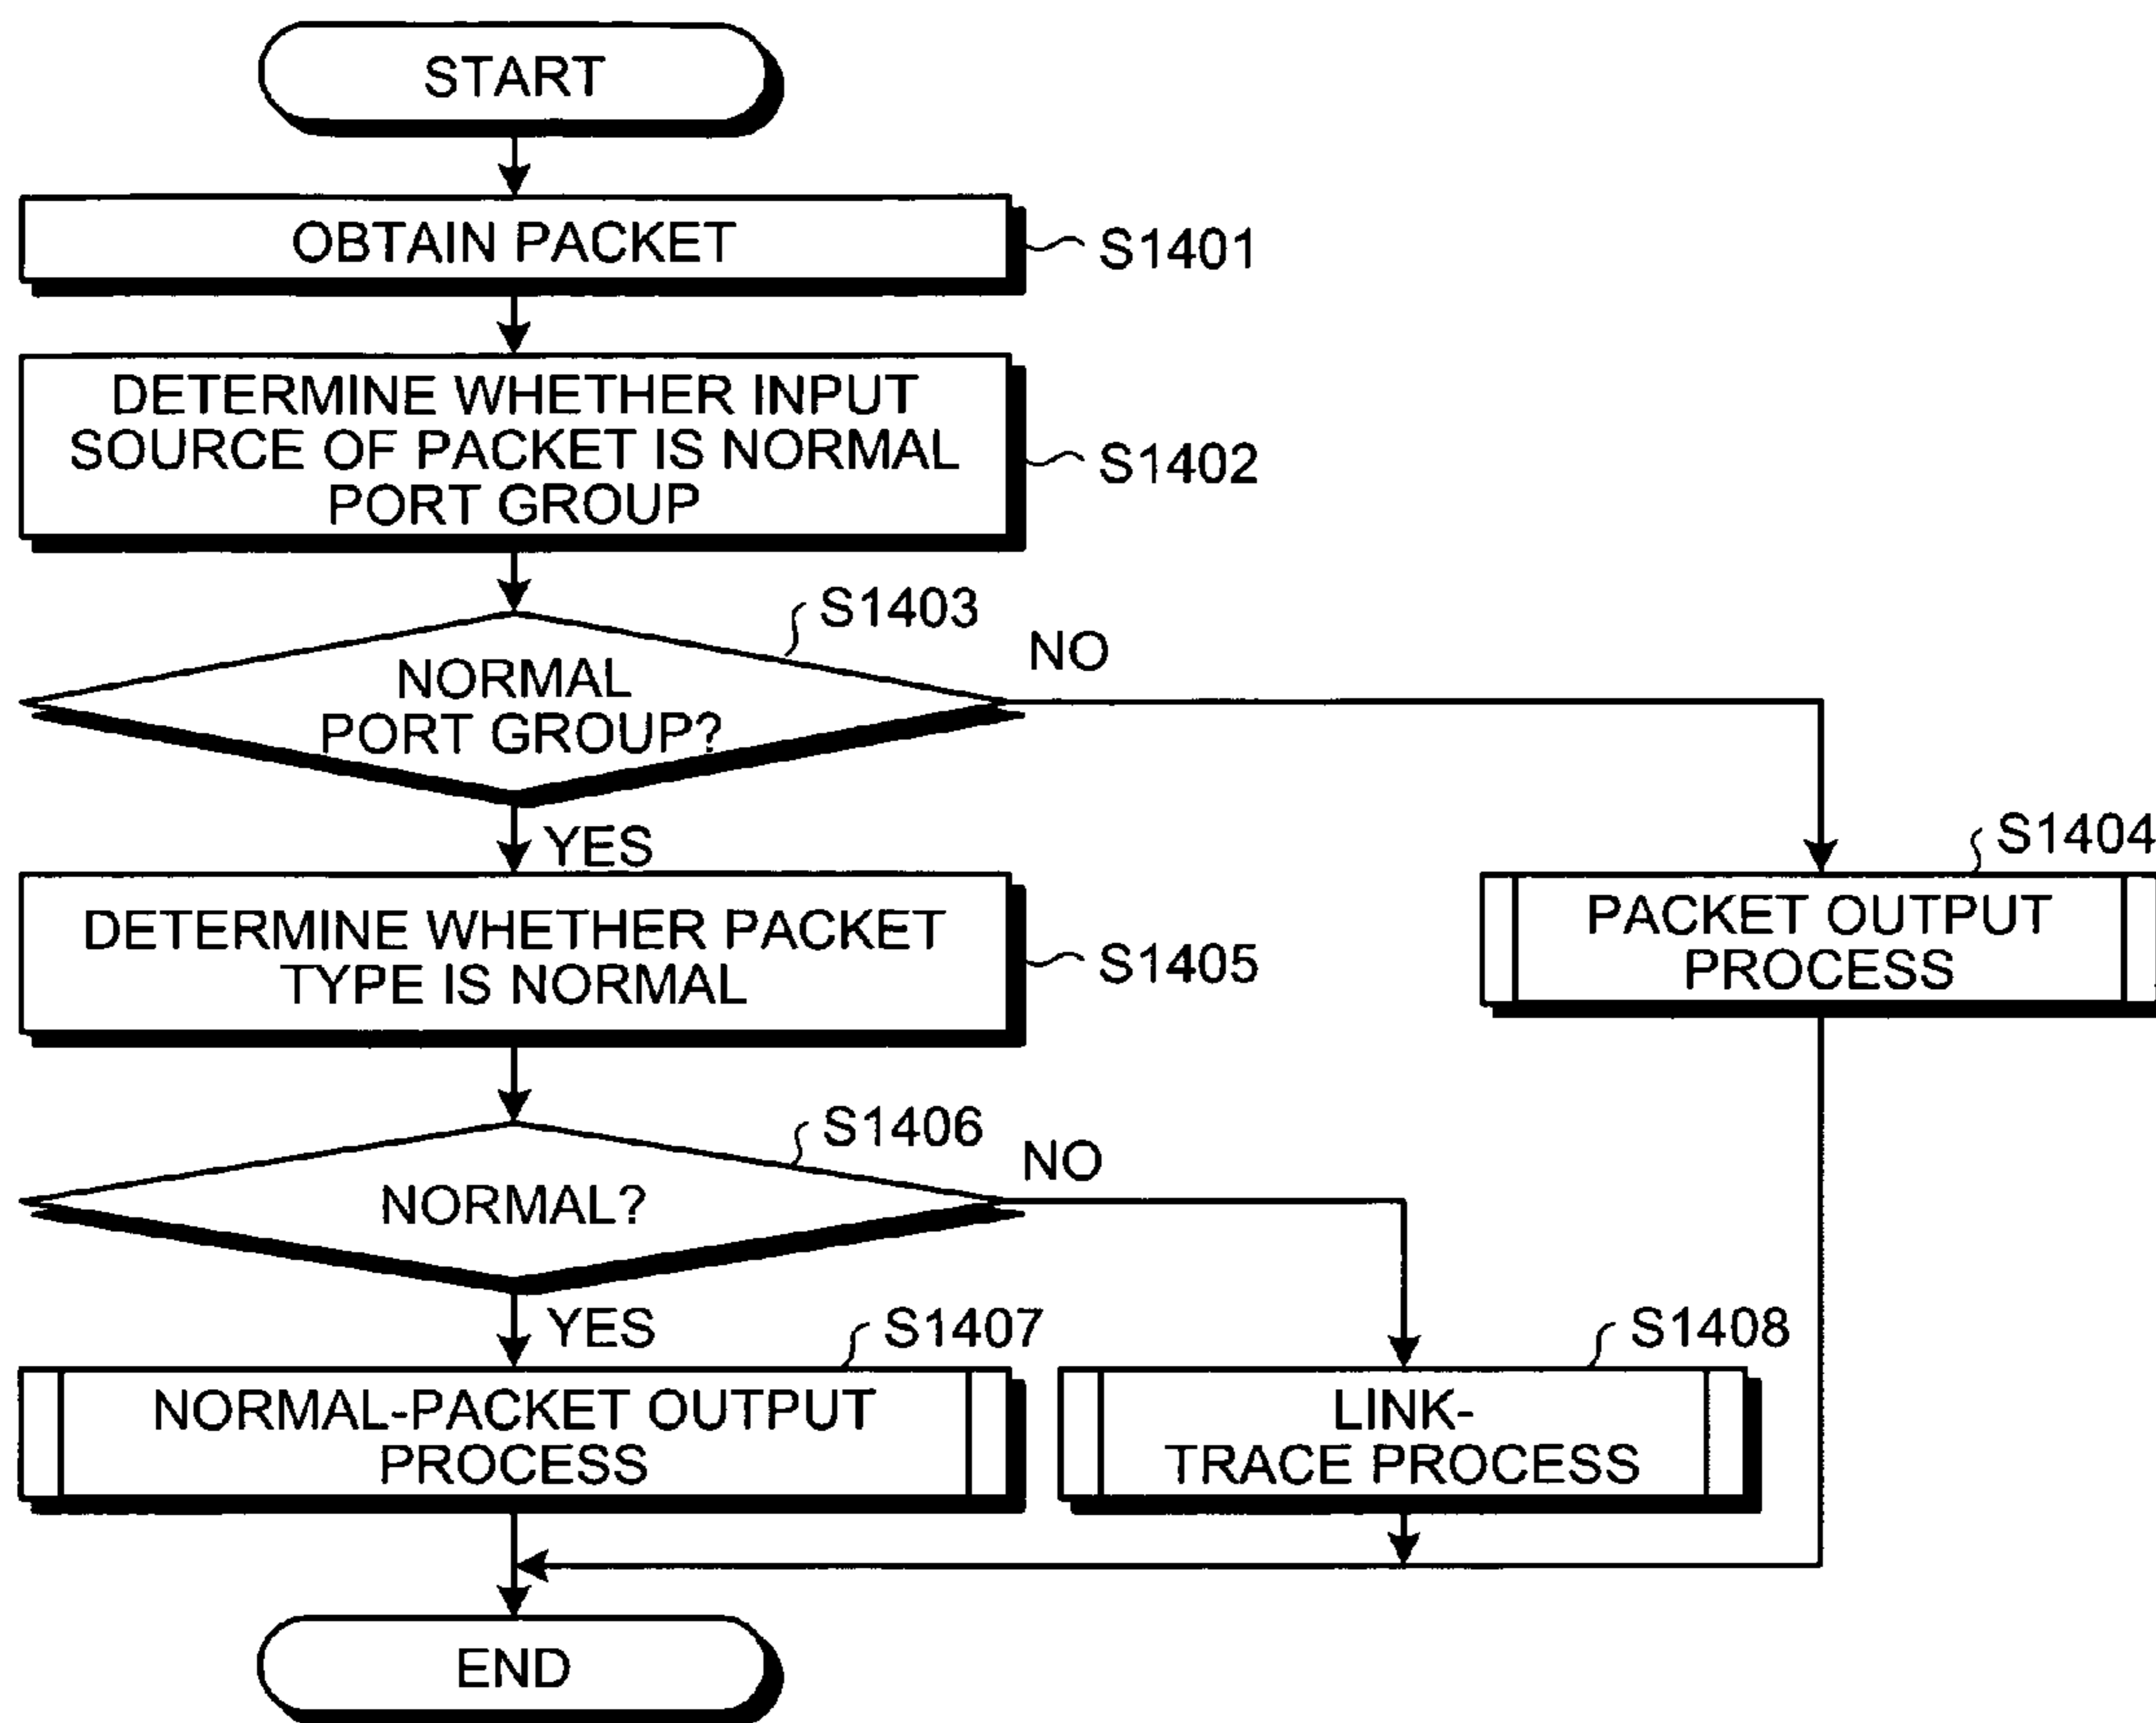 START
OBTAIN PACKET
S1401
DETERMINE WHETHER INPUT
SOURCE OF PACKET IS NORMAL
PORT GROUP
S1402
S1403
NORMAL
PORT GROUP?
NO
YES
S1404
PACKET OUTPUT
PROCESS
DETERMINE WHETHER PACKET
TYPE IS NORMAL
S1405
S1406
NORMAL?
NO
YES
S1407
NORMAL-PACKET OUTPUT
PROCESS
S1408
LINK-
TRACE PROCESS
END